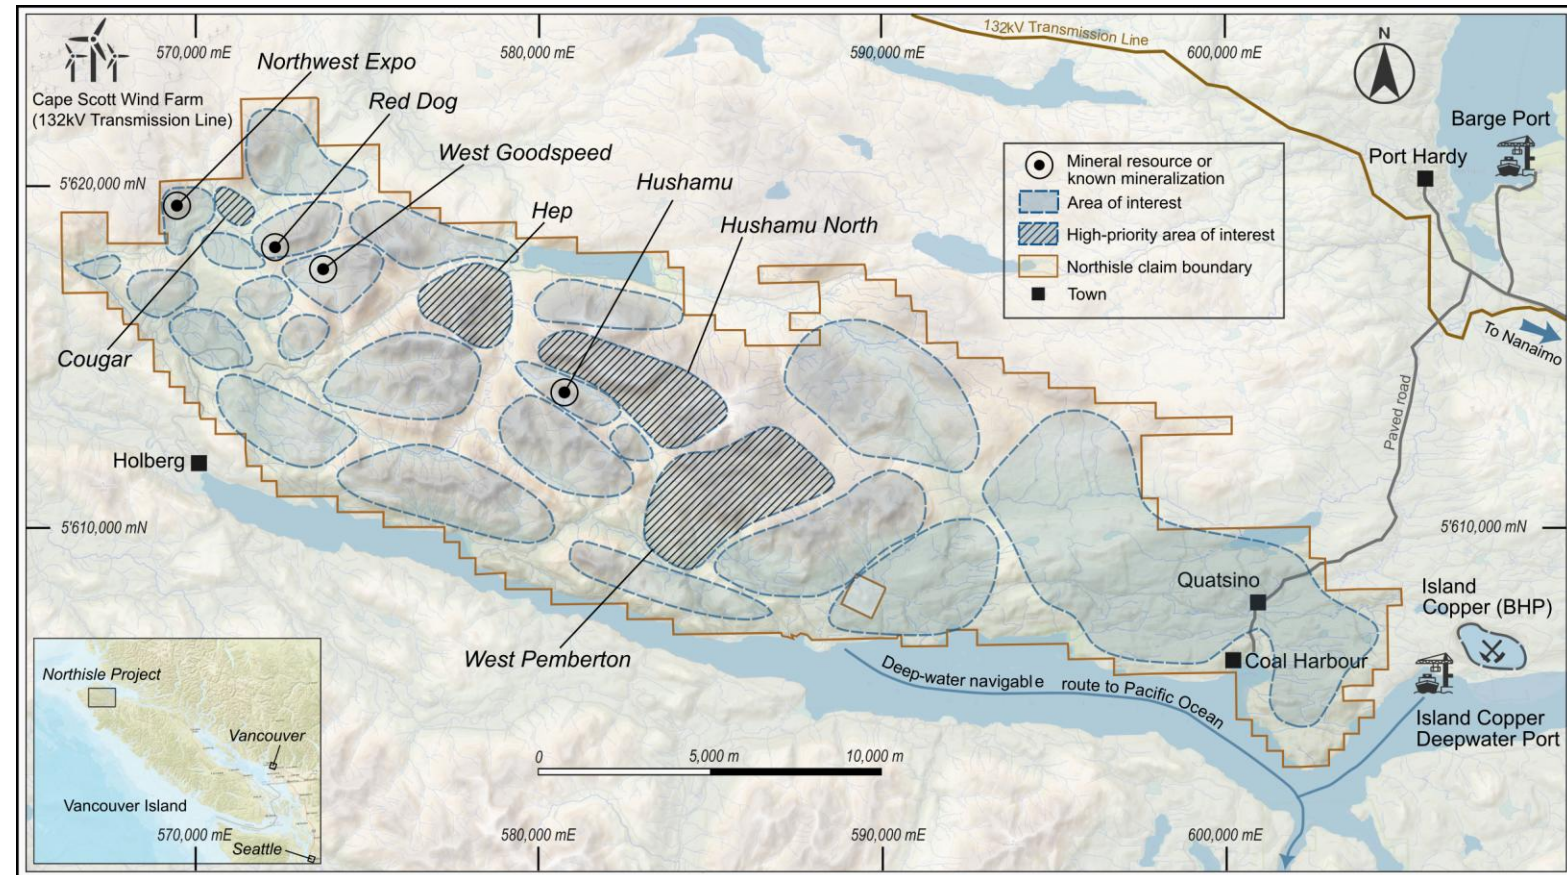 570,000 mE
580,000 mE
590,000 mE
600,000 mE
132kV Transmission Line
N
Cape Scott Wind Farm
(132kV Transmission Line)
Northwest Expo
Red Dog
West Goodspeed
Hushamu
Hep
Hushamu North
Mineral resource or
known mineralization
Area of interest
High-priority area of interest
Northisle claim boundary
Town
Barge Port
Port Hardy
5'620,000 mN
To Nanaimo
Paved road
Cougar
Holberg
5'610,000 mN
5'610,000 mN
Quatsino
Island
Copper (BHP)
Coal Harbour
West Pemberton
Deep-water navigable route to Pacific Ocean
Island Copper
Deepwater Port
0
5,000 m
10,000 m
Northisle Project
Vancouver
Vancouver Island
Seattle
570,000 mE
580,000 mE
590,000 mE
600,000 mE